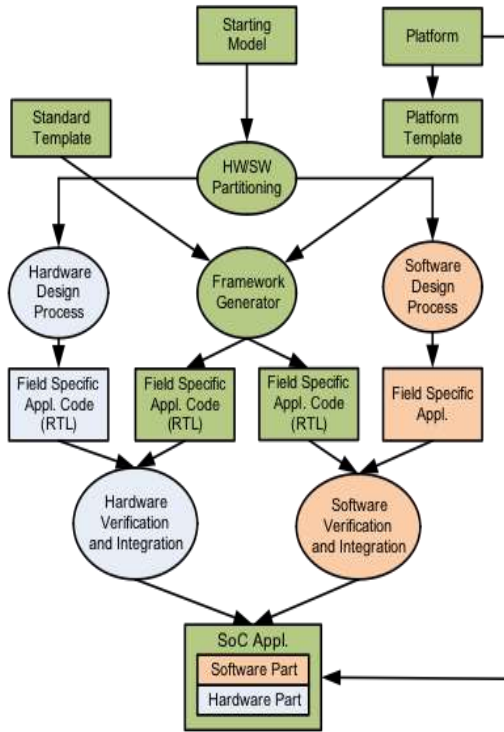 Starting
Model
Platform
Standard
Template
Platform
Template
HW/SW
Partitioning
Hardware
Design
Process
Framework
Generator
Software
Design
Process
Field Specific
Appl. Code
(RTL)
Field Specific
Appl. Code
(RTL)
Field Specific
Appl. Code
(RTL)
Field Specific
Appl.
Hardware
Verification
and Integration
Software
Verification
and Integration
SoC Appl.
Software Part
Hardware Part